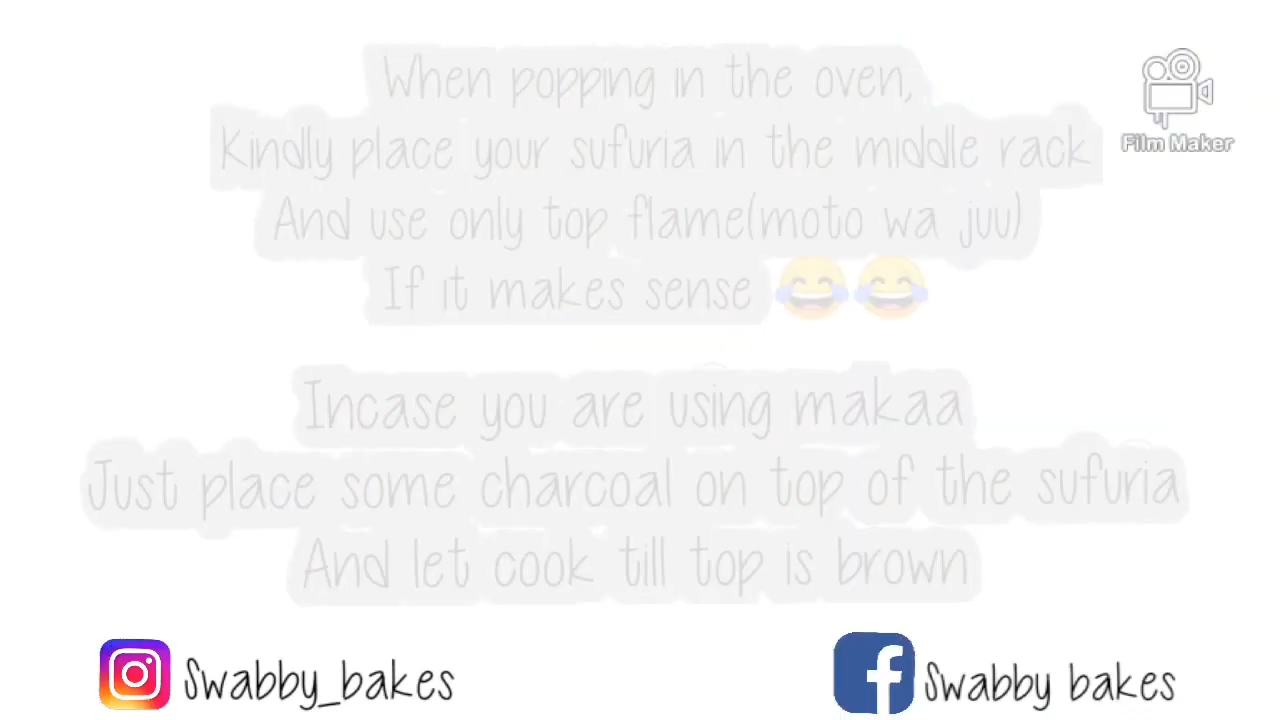 When popping in the oven,
Kindly place your sufuria in the middle rack
And use only top flame(moto wa juu)
If it makes sense 😂😂
Incase you are using makaa
Just place some charcoal on top of the sufuria
And let cook till top is brown
Film Maker
Swabby_bakes
Swabby bakes